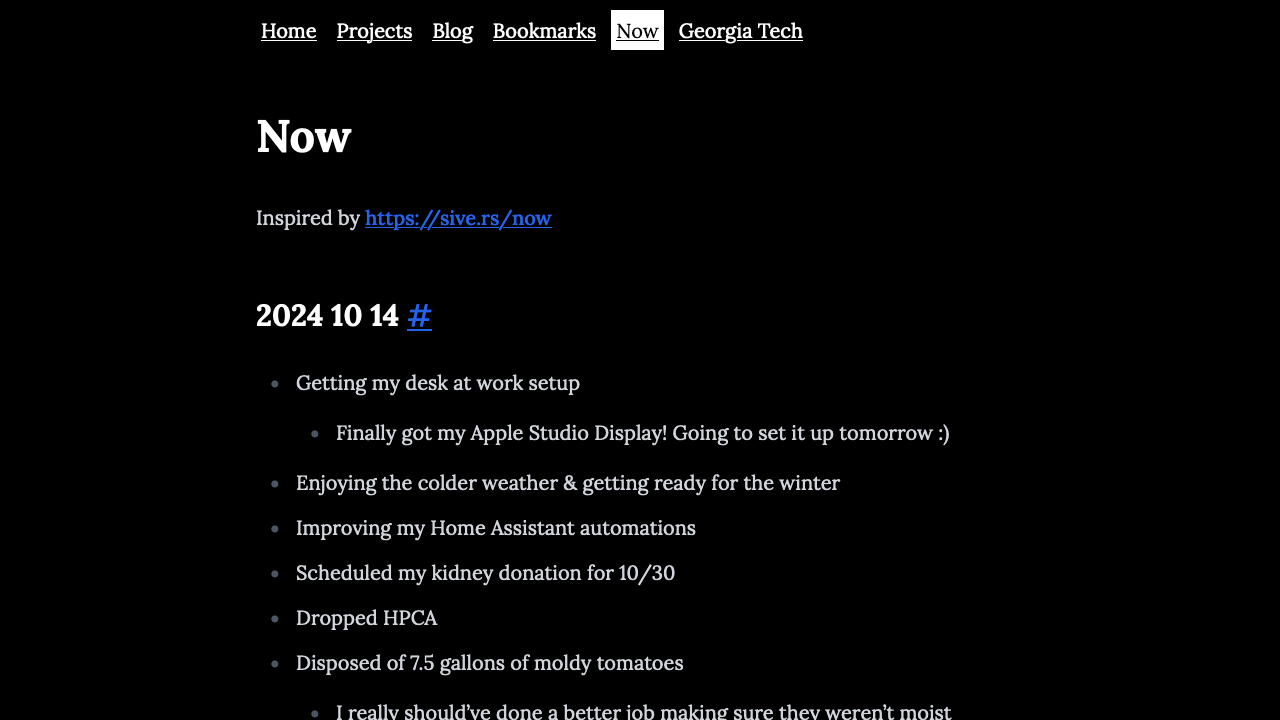 Home Projects Blog Bookmarks Now Georgia Tech
Now
Inspired by https://sive.rs/now
2024 10 14 #
Getting my desk at work setup
Finally got my Apple Studio Display! Going to set it up tomorrow :)
Enjoying the colder weather & getting ready for the winter
Improving my Home Assistant automations
Scheduled my kidney donation for 10/30
Dropped HPCA
Disposed of 7.5 gallons of moldy tomatoes
I really should’ve done a better job making sure they weren’t moist